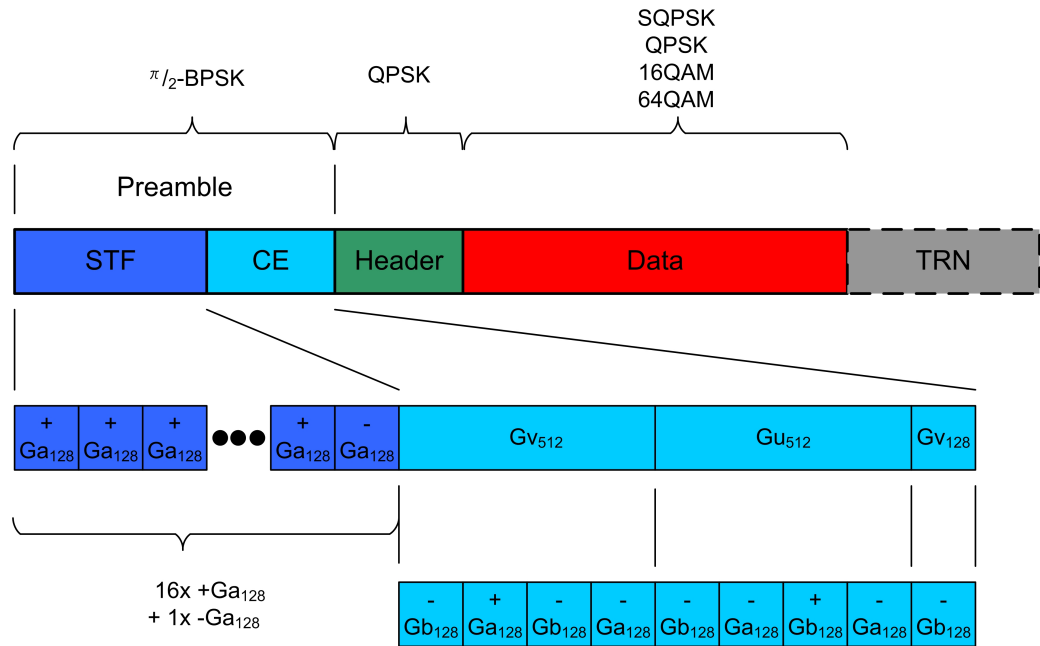 SQPSK
QPSK
16QAM
64QAM
π/2-BPSK
QPSK
Preamble
STF CE Header Data TRN
+ + + + -
Ga128 Ga128 Ga128 ●●● Ga128 Ga128 Gv512 Gu512 Gv128
16x +Ga128
+ 1x -Ga128
- + - - - - + - -
Gb128 Ga128 Gb128 Ga128 Gb128 Ga128 Gb128 Ga128 Gb128